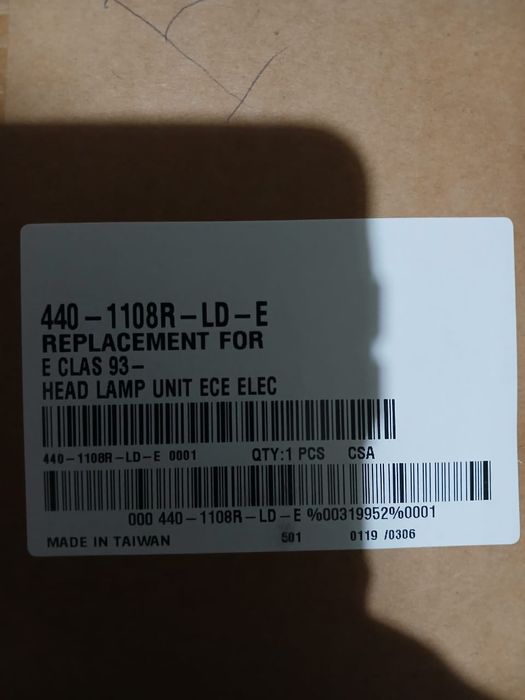 440-1108R-LD-E
REPLACEMENT FOR
E CLAS 93-
HEAD LAMP UNIT ECE ELEC
440-1108R-LD-E 0001 QTY:1 PCS CSA
000 440-1108R-LD-E %00319952%0001
MADE IN TAIWAN 501 0119 /0306